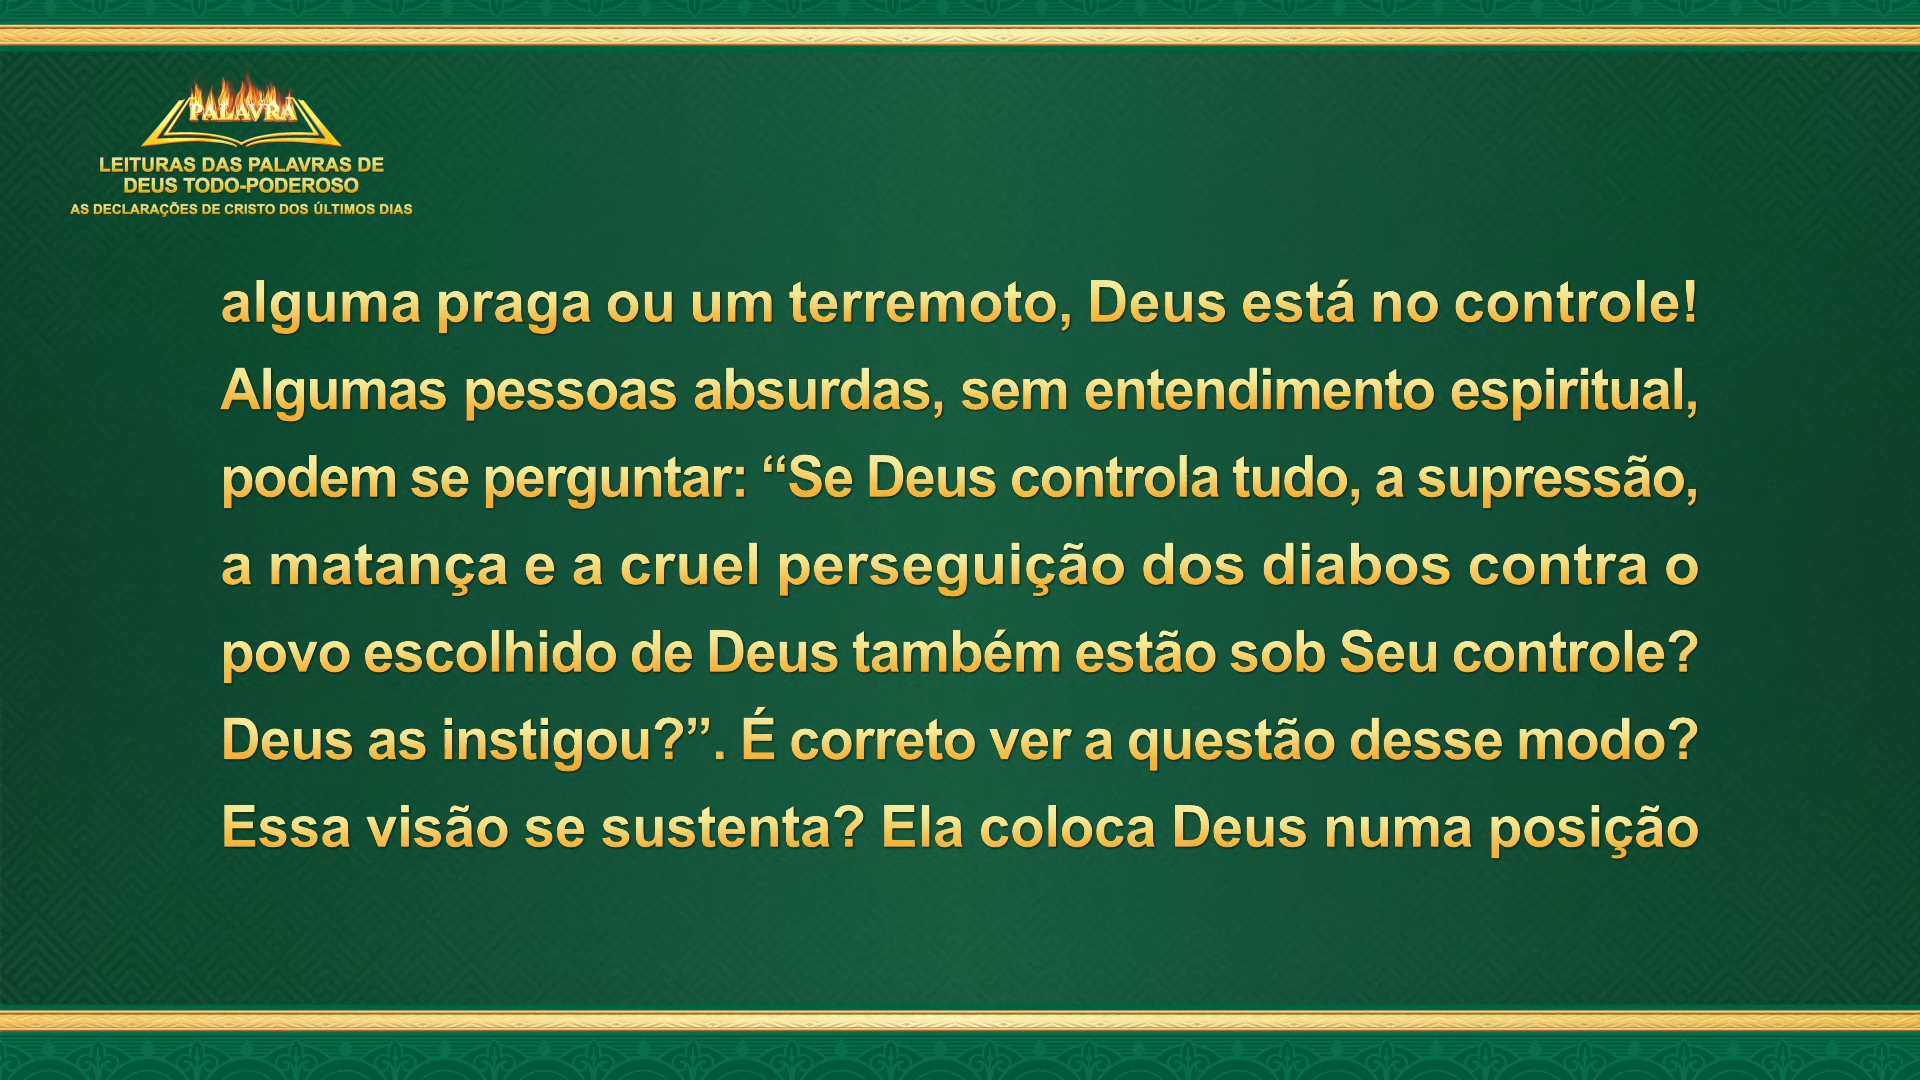 PALAVRA
LEITURAS DAS PALAVRAS DE
DEUS TODO-PODEROSO
AS DECLARAÇÕES DE CRISTO DOS ÚLTIMOS DIAS
alguma praga ou um terremoto, Deus está no controle!
Algumas pessoas absurdas, sem entendimento espiritual,
podem se perguntar: “Se Deus controla tudo, a supressão,
a matança e a cruel perseguição dos diabos contra o
povo escolhido de Deus também estão sob Seu controle?
Deus as instigou?”. É correto ver a questão desse modo?
Essa visão se sustenta? Ela coloca Deus numa posição